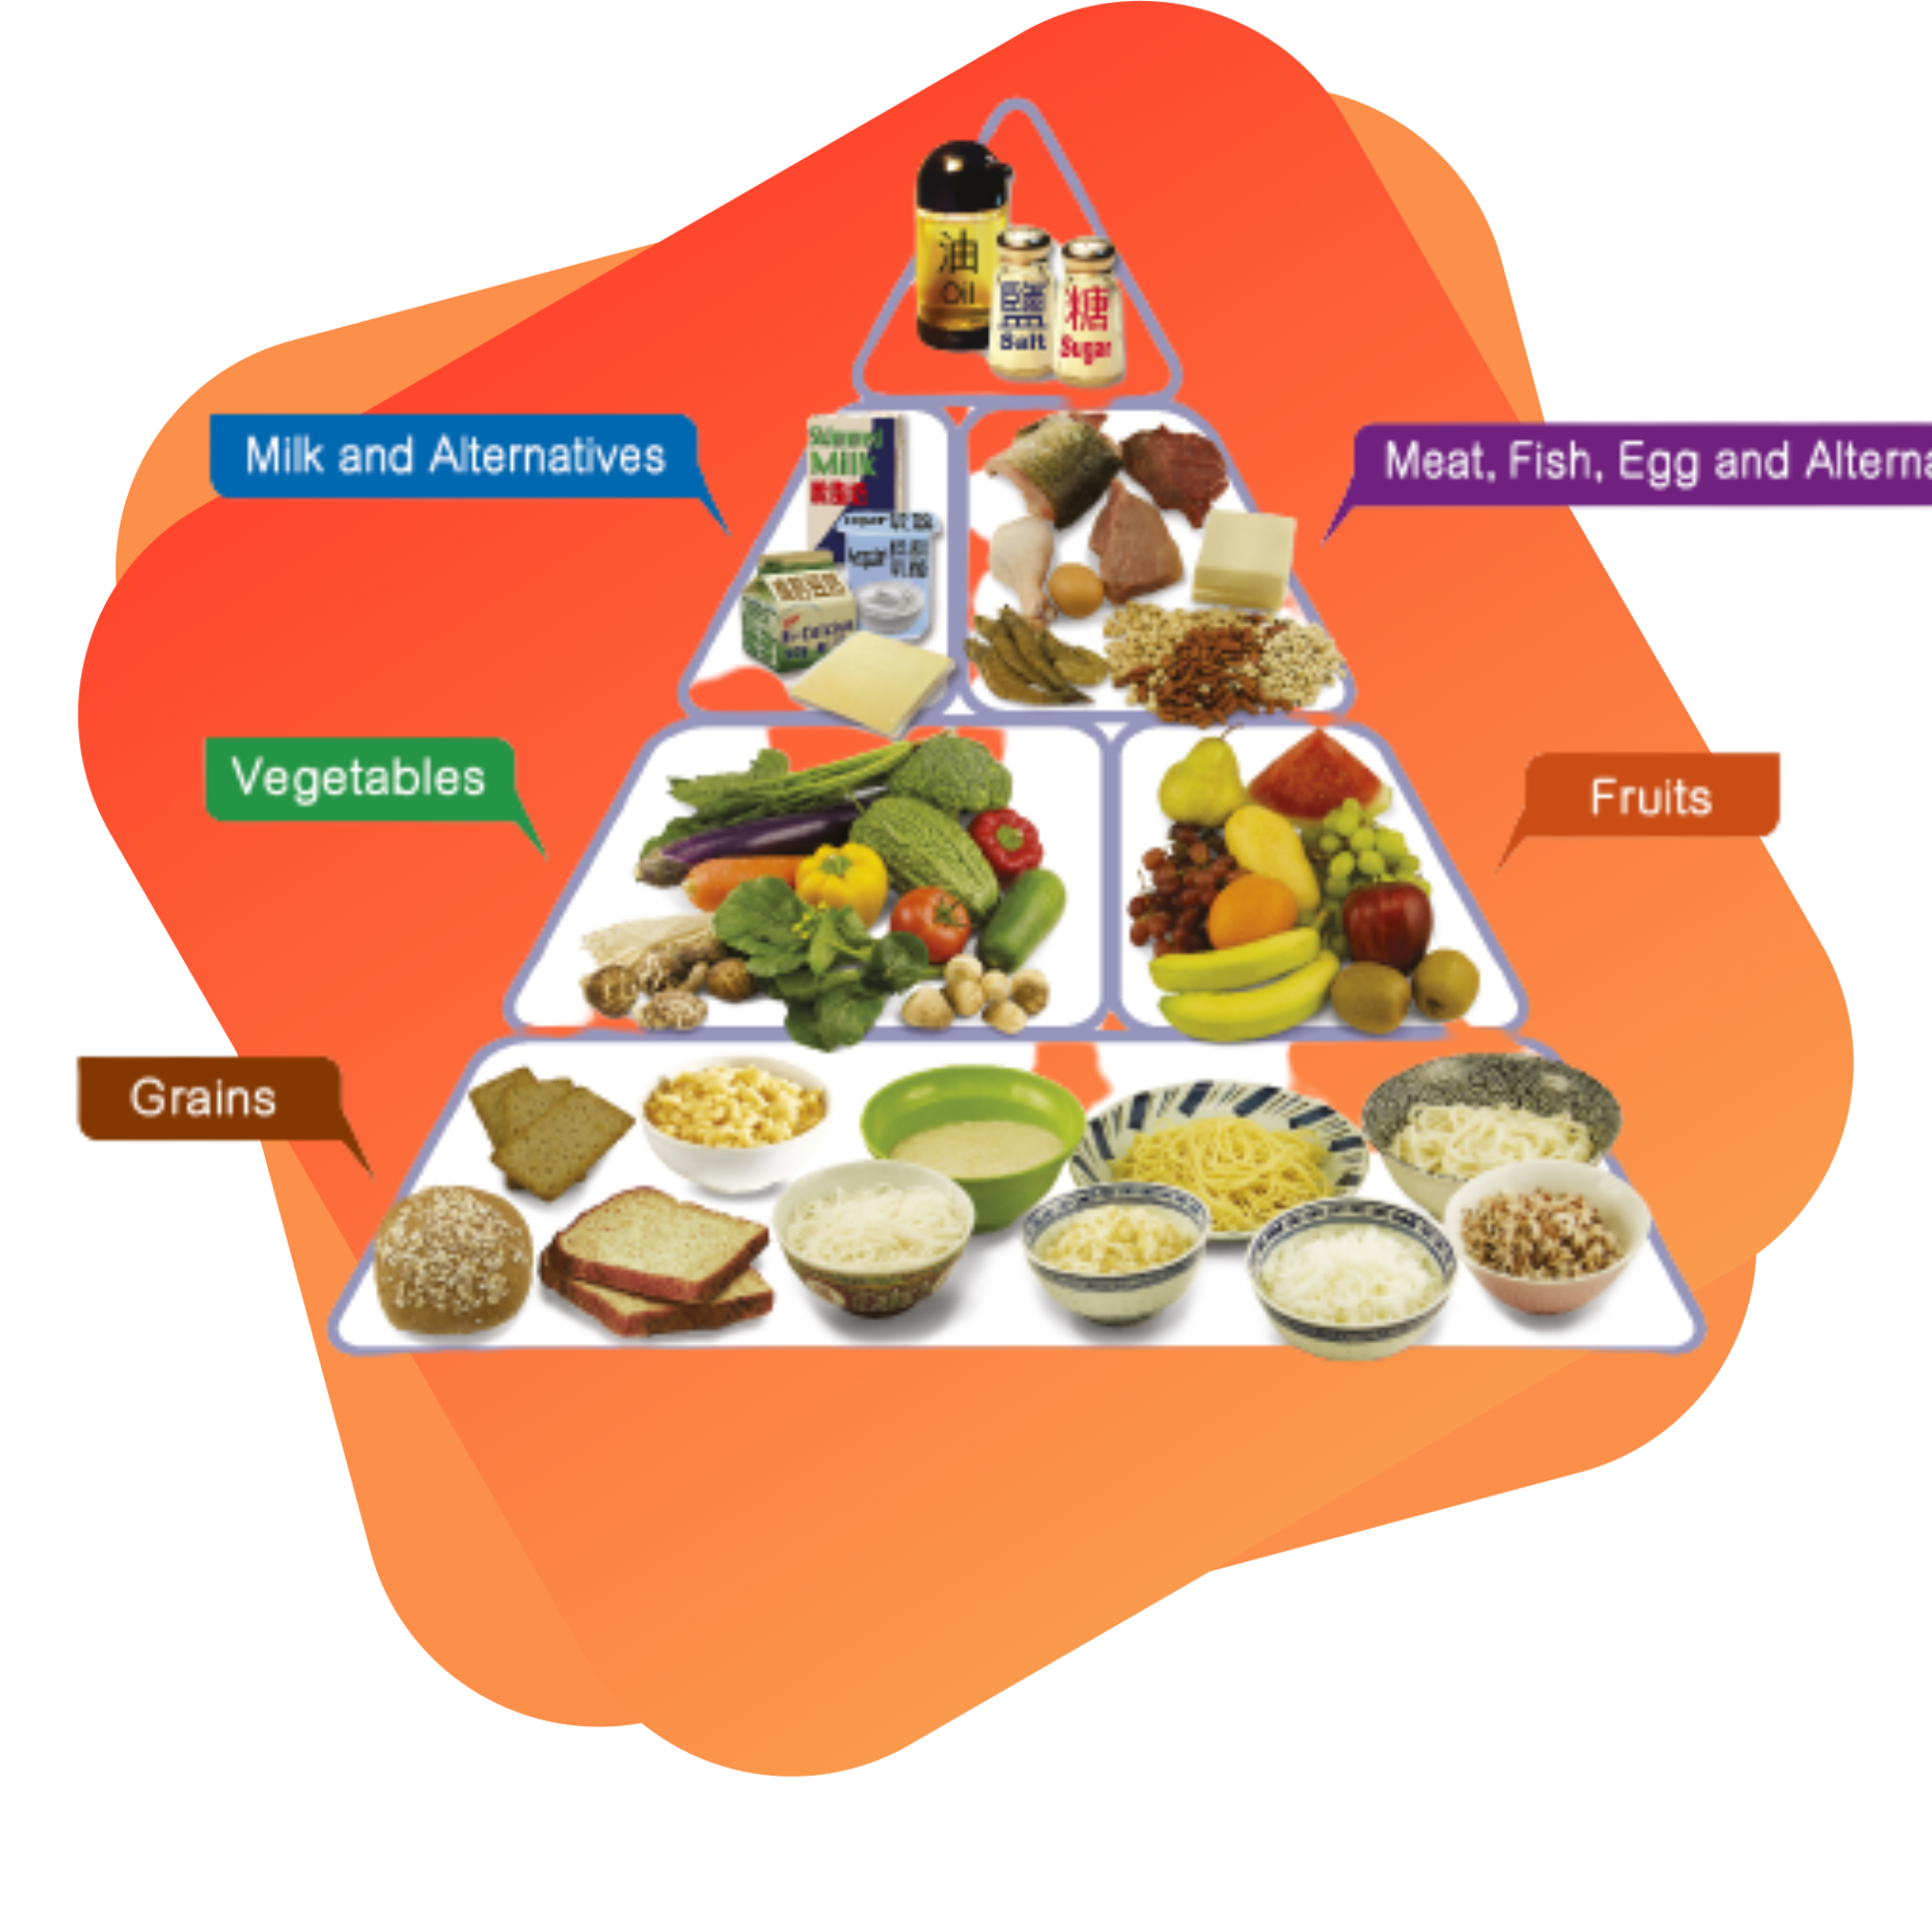 油
Oil
鹽
Salt
糖
Sugar
Milk and Alternatives
Skimmed
Milk
Meat, Fish, Egg and Alterna
Vegetables
Fruits
Grains